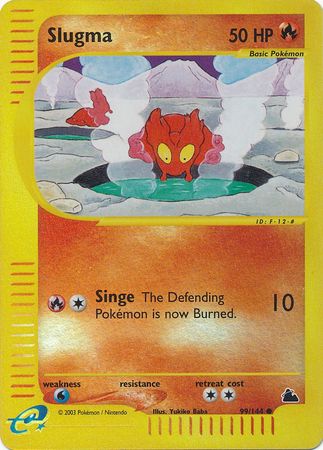 Slugma 50 HP
Basic Pokémon
ID: F-12-#
Singe The Defending 10
Pokémon is now Burned.
weakness resistance retreat cost
e © 2003 Pokémon / Nintendo Illus. Yukiko Baba 99/144 ●